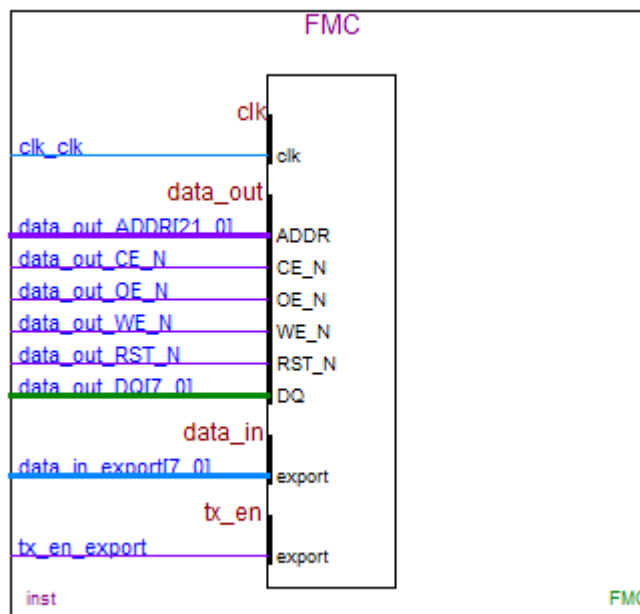 FMC
clk
clk_clk
clk
data_out
data_out_ADDR[21..0]
ADDR
data_out_CE_N
CE_N
data_out_OE_N
OE_N
data_out_WE_N
WE_N
data_out_RST_N
RST_N
data_out_DQ[7..0]
DQ
data_in
data_in_export[7..0]
export
tx_en
tx_en_export
export
inst
FMC